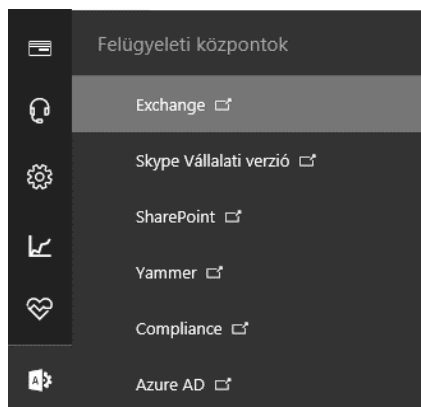 Felügyeleti központok
Exchange
Skype Vállalati verzió
SharePoint
Yammer
Compliance
A
Azure AD